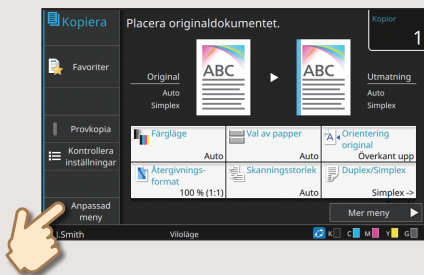 Kopiera
Placera originaldokumentet.
Kopior
1
Favoriter
ABC
ABC
Original
Auto
Simplex
Utmatning
Auto
Simplex
Provkopia
Kontrollera
inställningar
Färgläge
Auto
Val av papper
Auto
Orientering
original
Överkant upp
Återgivnings-
format
100 % (1:1)
Skanningsstorlek
Auto
Duplex/Simplex
Simplex ->
Anpassad
meny
Mer meny
J.Smith
Viloläge
K C M Y G